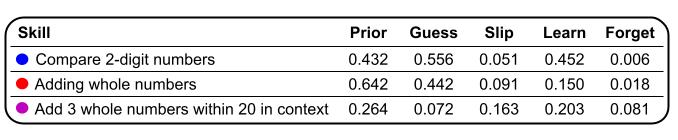 Skill Prior Guess Slip Learn Forget
Compare 2-digit numbers 0.432 0.556 0.051 0.452 0.006
Adding whole numbers 0.642 0.442 0.091 0.150 0.018
Add 3 whole numbers within 20 in context 0.264 0.072 0.163 0.203 0.081